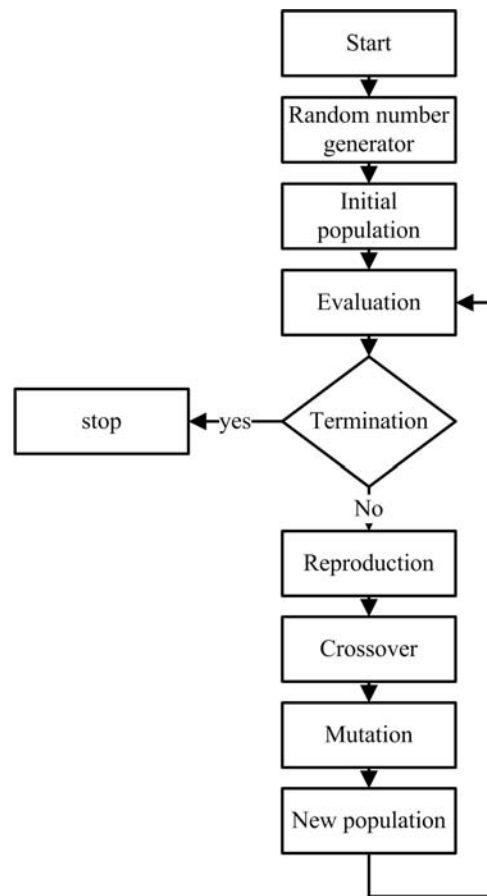 Start
Random number
generator
Initial
population
Evaluation
Termination
yes
stop
No
Reproduction
Crossover
Mutation
New population